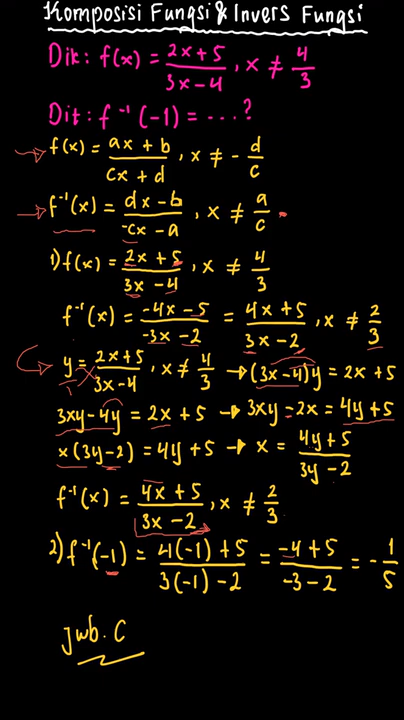 Komposisi Fungsi & Invers Fungsi
Dik: f(x) = (2x+5)/(3x-4), x ≠ 4/3
Dit: f⁻¹(-1) = ....?
→ f(x) = (ax+b)/(cx+d), x ≠ -d/c
→ f⁻¹(x) = (dx-b)/(-cx-a), x ≠ a/c
1) f(x) = (2x+5)/(3x-4), x ≠ 4/3
f⁻¹(x) = (-4x-5)/(-3x-2) = (4x+5)/(3x-2), x ≠ 2/3
y = (2x+5)/(3x-4), x ≠ 4/3 → (3x-4)y = 2x+5
3xy-4y = 2x+5 → 3xy-2x = 4y+5
x(3y-2) = 4y+5 → x = (4y+5)/(3y-2)
f⁻¹(x) = (4x+5)/(3x-2), x ≠ 2/3
2) f⁻¹(-1) = (4(-1)+5)/(3(-1)-2) = (-4+5)/(-3-2) = -1/5
Jwb. C